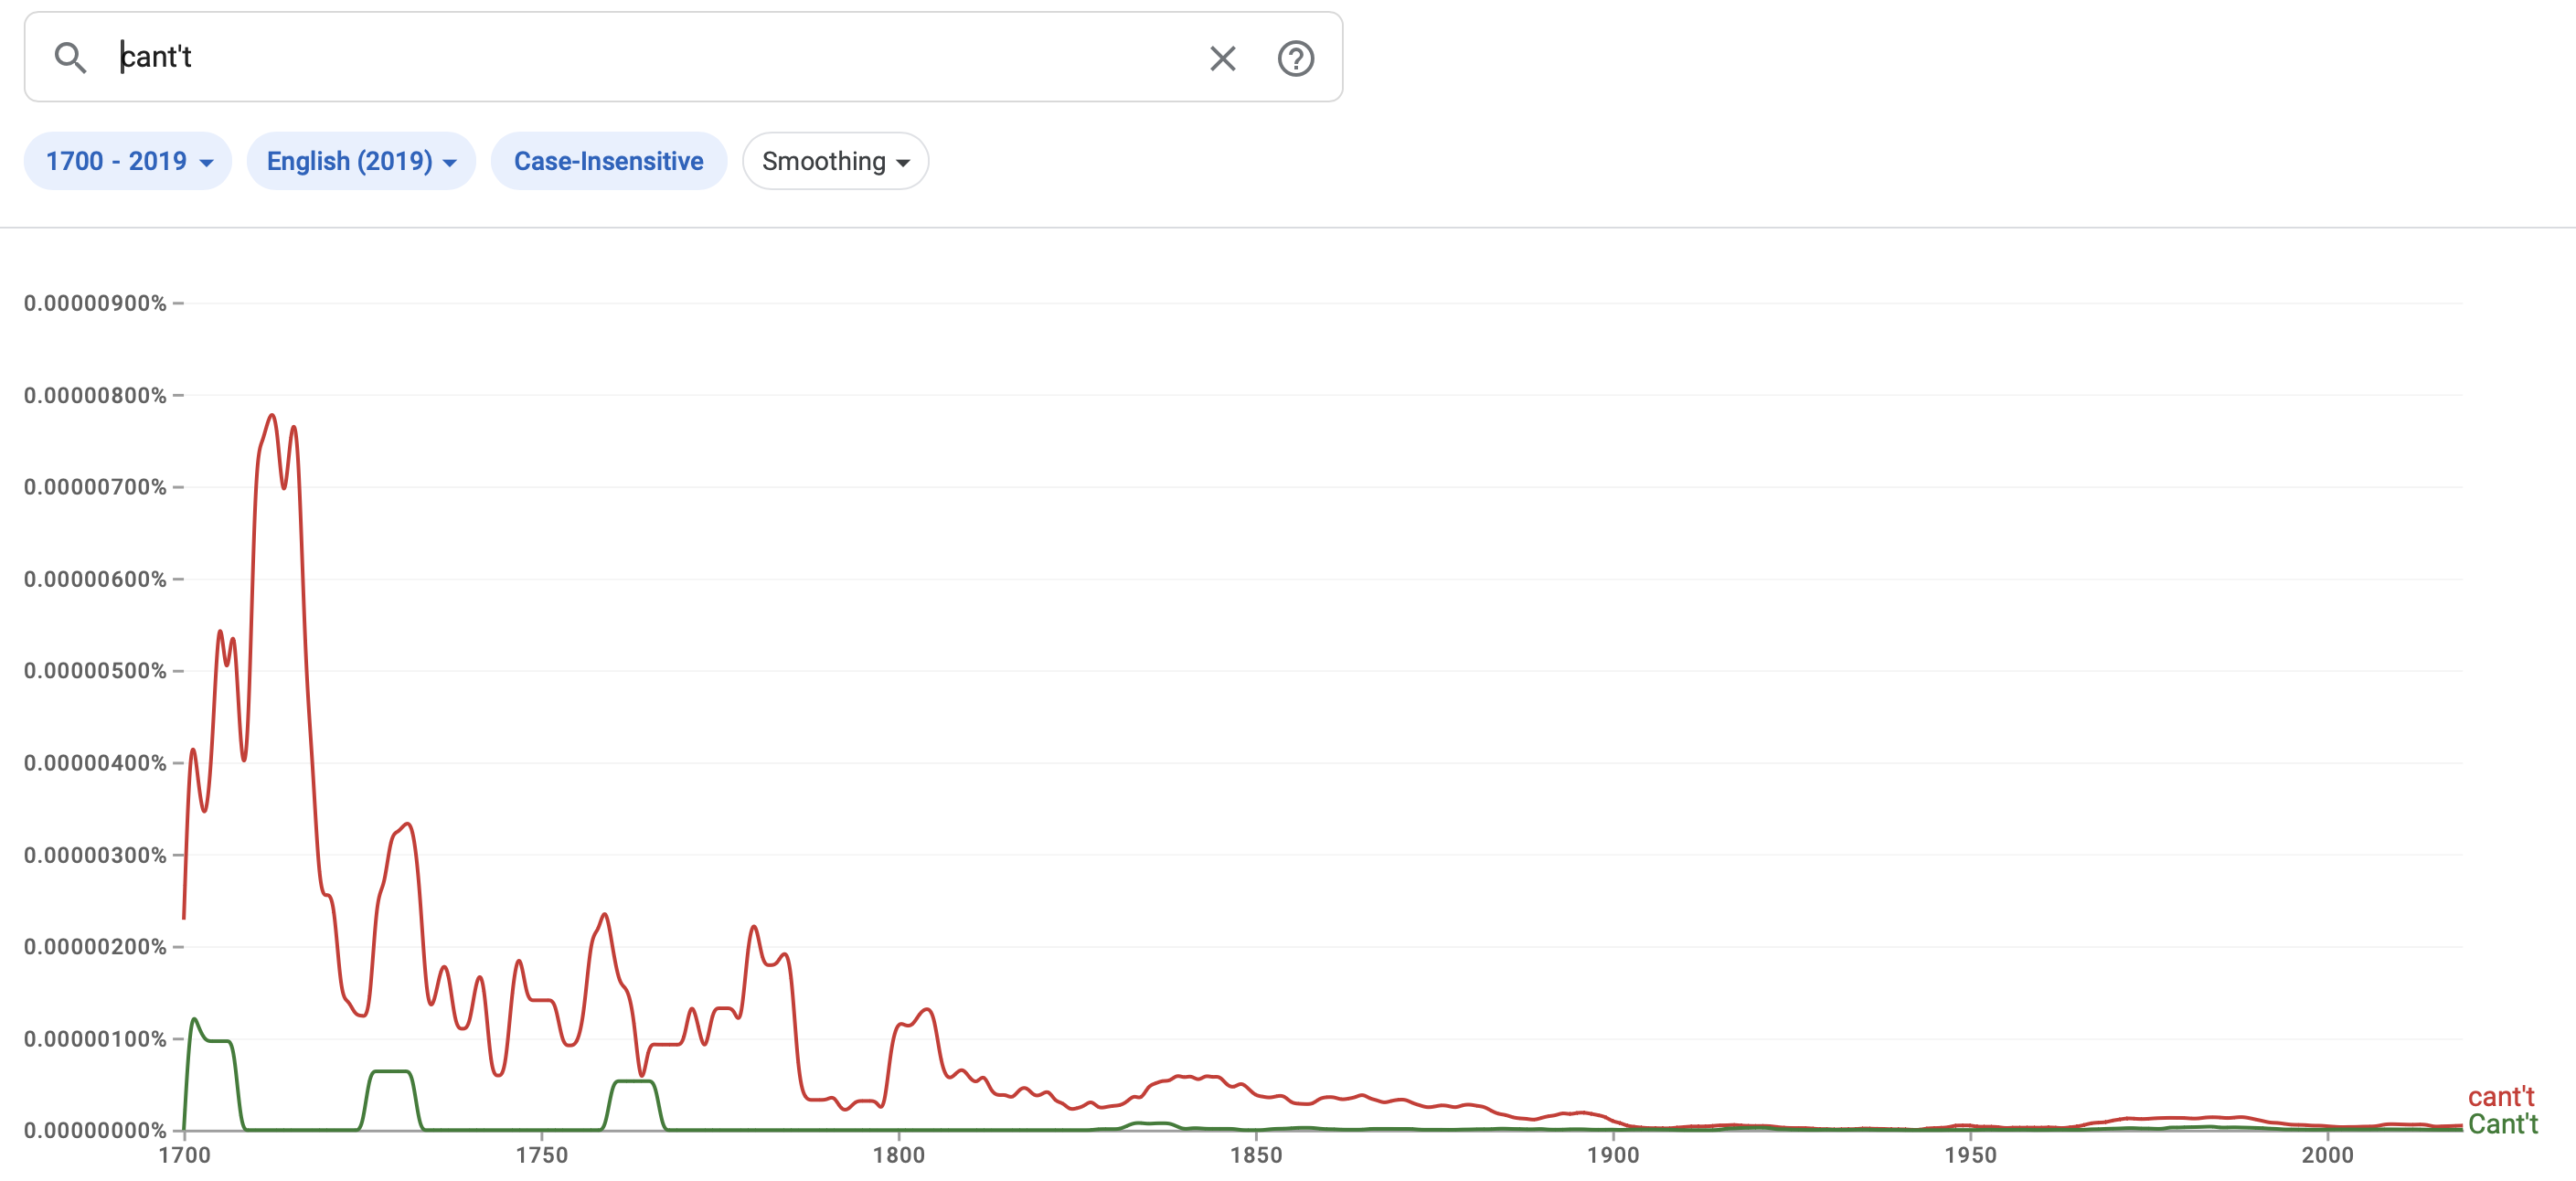 cant't
1700 - 2019 English (2019) Case-Insensitive Smoothing
0.00000900%
0.00000800%
0.00000700%
0.00000600%
0.00000500%
0.00000400%
0.00000300%
0.00000200%
0.00000100%
0.00000000%
cant't
Cant't
1700 1750 1800 1850 1900 1950 2000